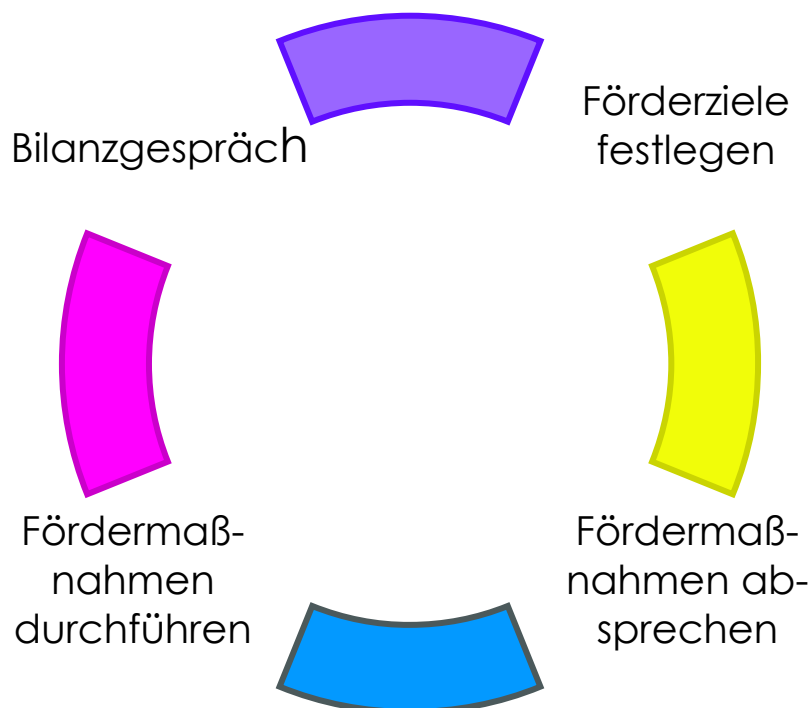 Bilanzgespräch
Förderziele
festlegen
Fördermaß-
nahmen ab-
sprechen
Fördermaß-
nahmen
durchführen